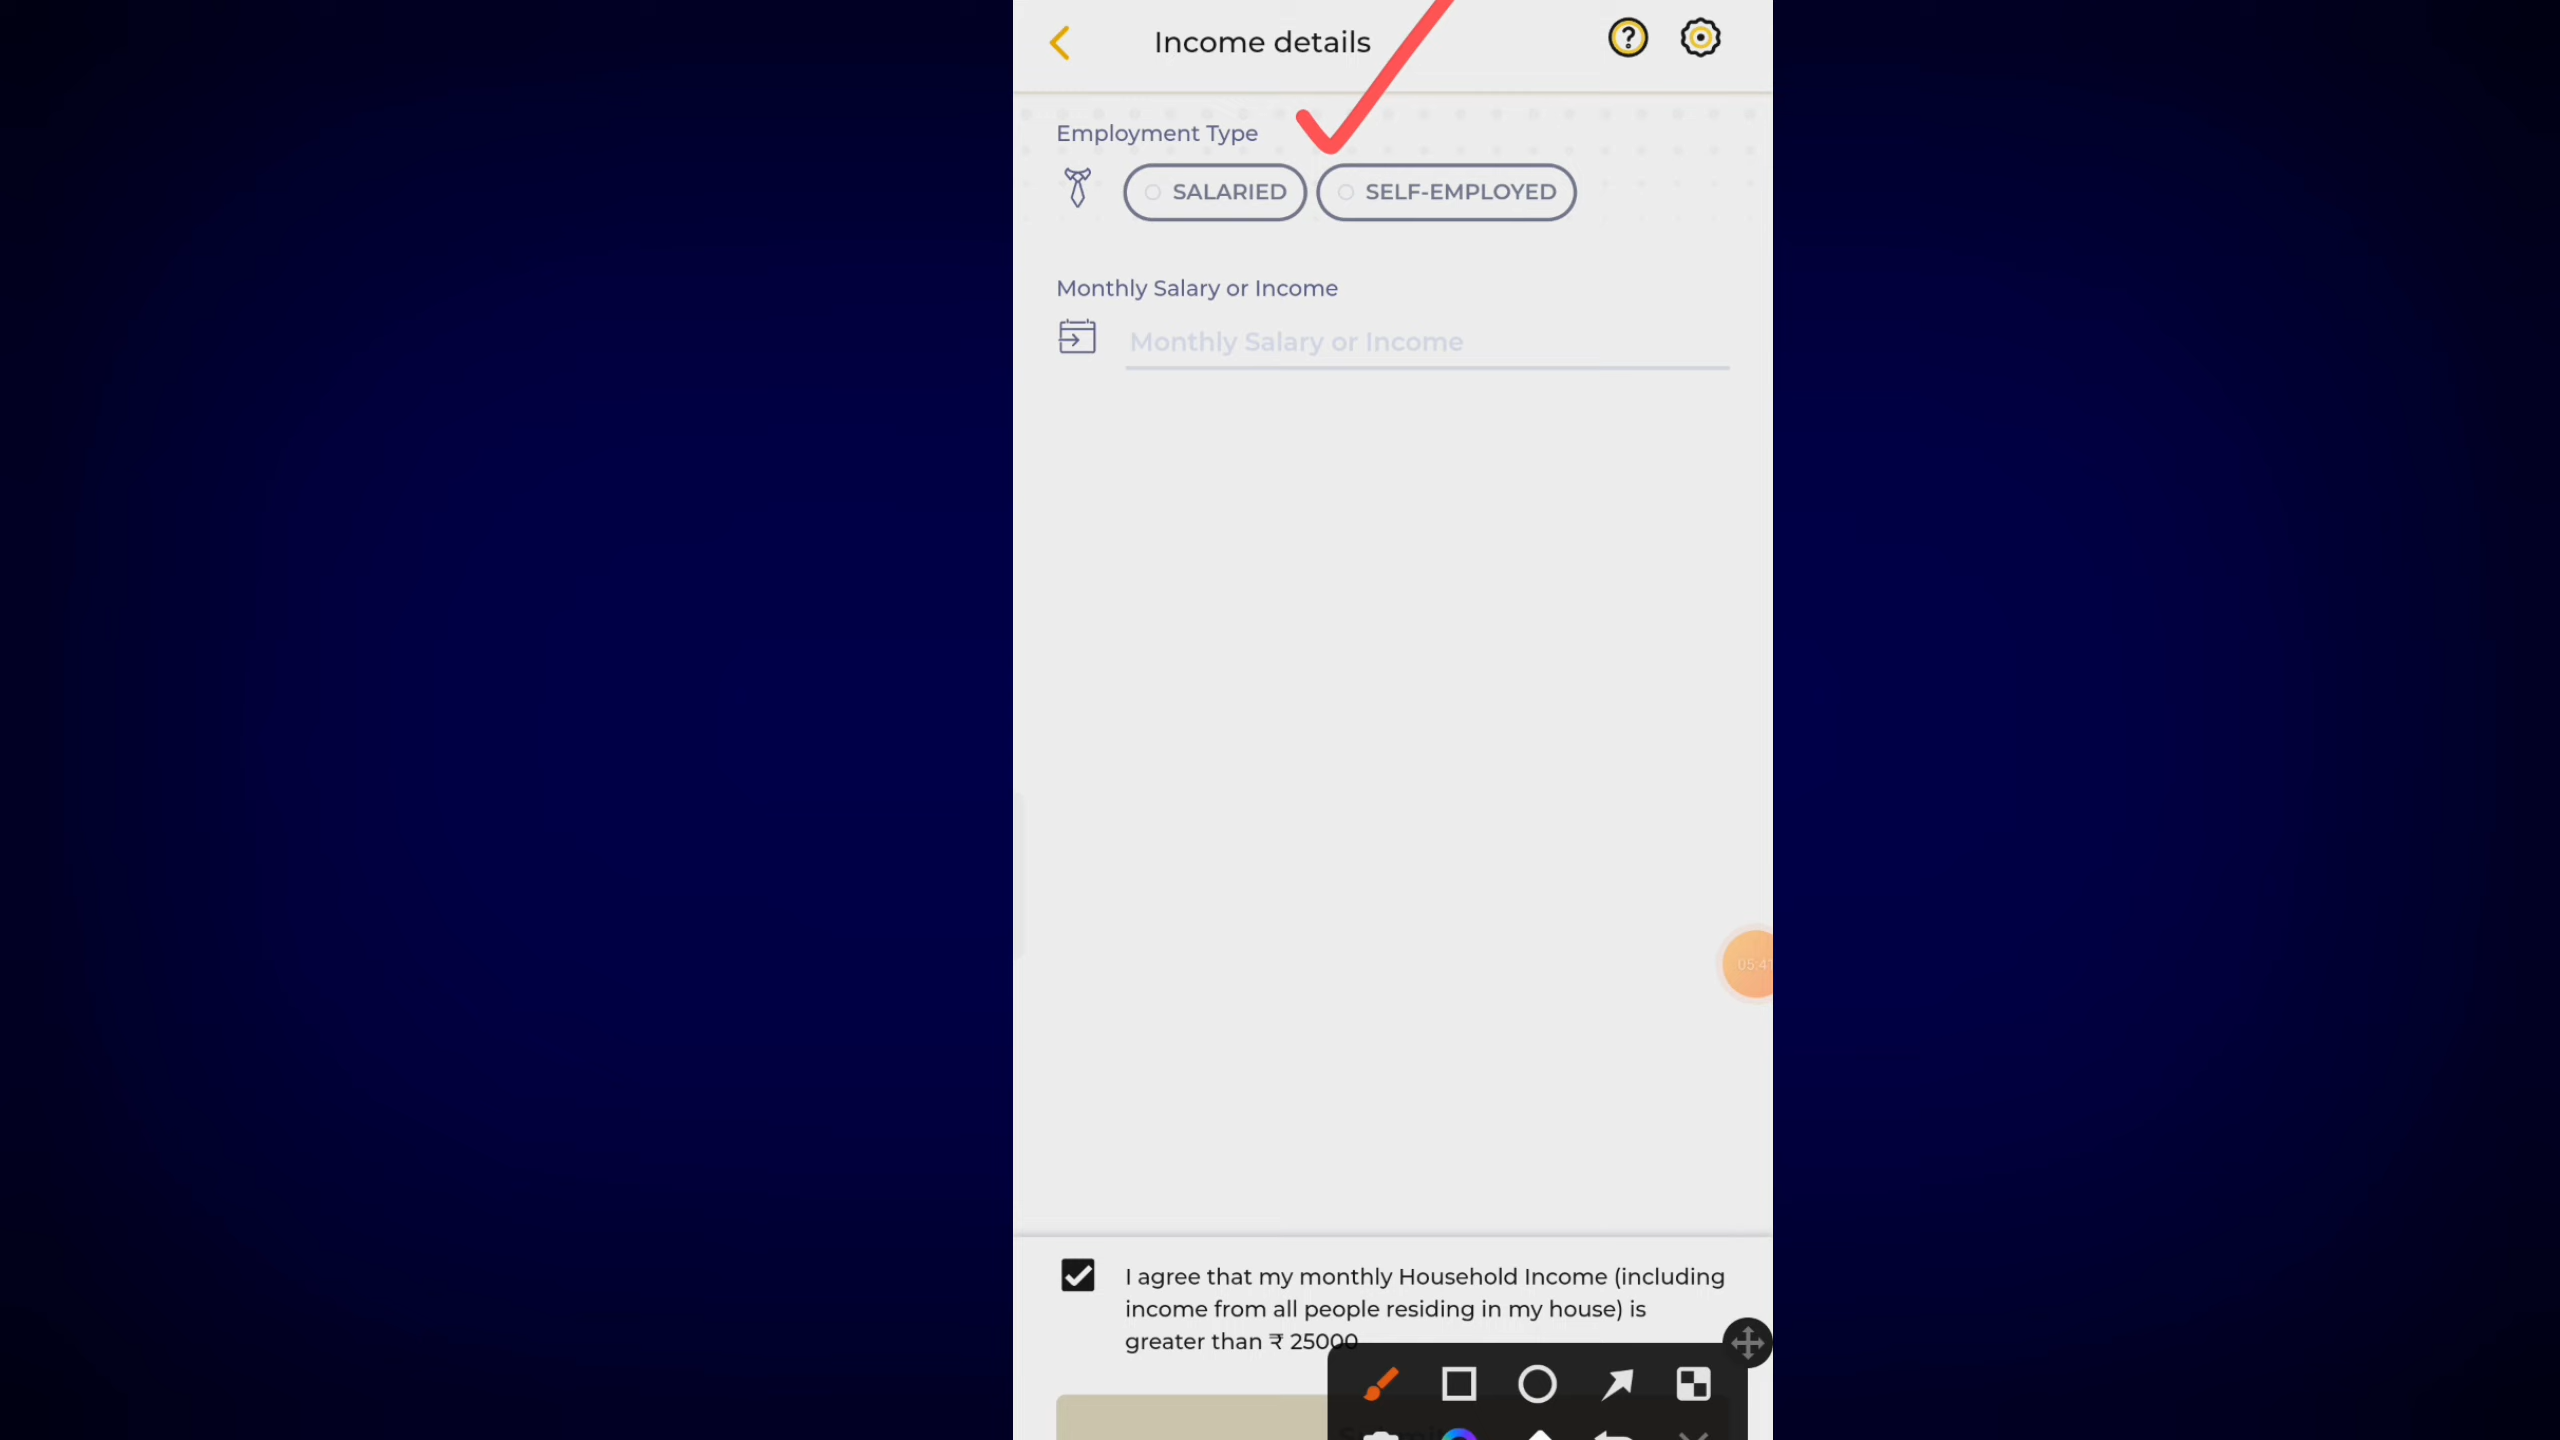 Income details
Employment Type
SALARIED SELF-EMPLOYED
Monthly Salary or Income
Monthly Salary or Income
I agree that my monthly Household Income (including
income from all people residing in my house) is
greater than ₹ 25000